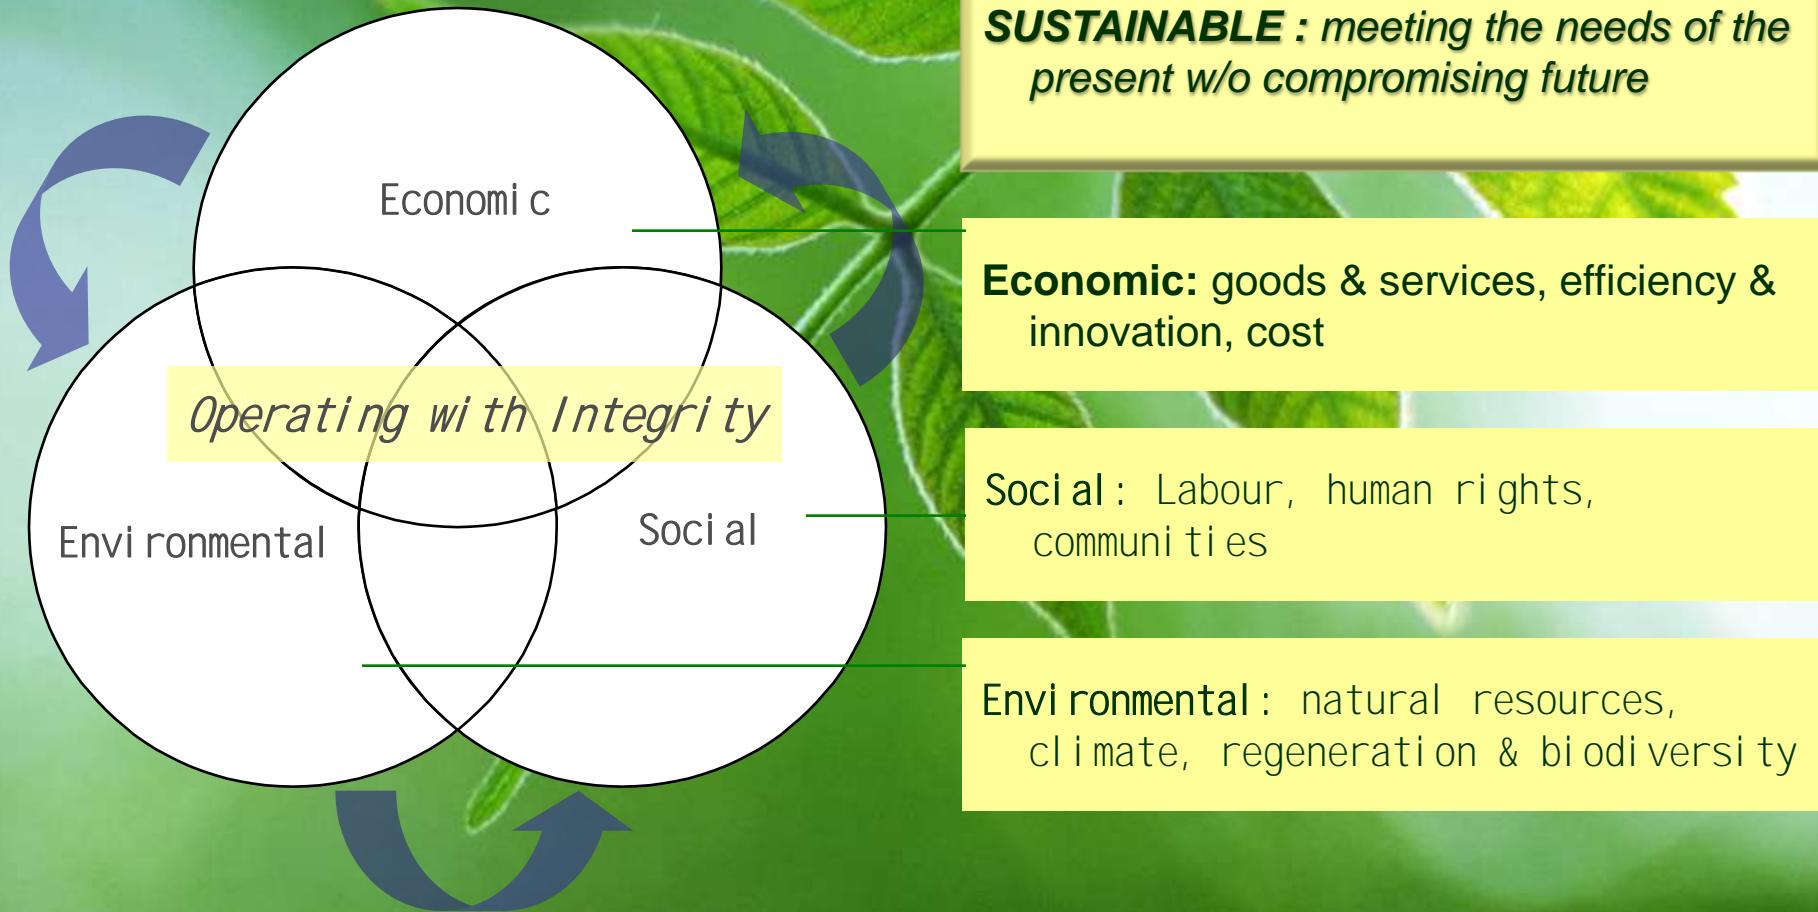 SUSTAINABLE : meeting the needs of the
present w/o compromising future
Economic
Economic: goods & services, efficiency &
innovation, cost
Operating with Integrity
Social: Labour, human rights,
communities
Environmental
Social
Environmental: natural resources,
climate, regeneration & biodiversity